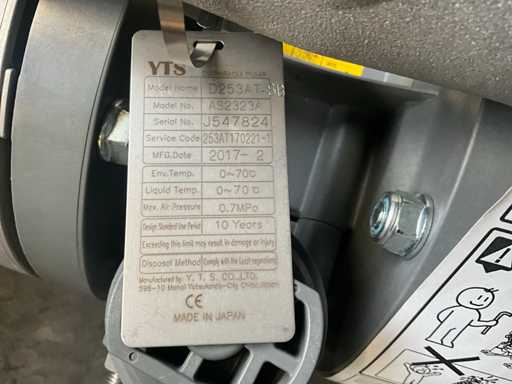 YTS
Model Name D253AT
Model No. AS2323A
Serial No. J547824
Service Code 253AT170221-1
MFG.Date 2017- 2
Env.Temp. 0~70℃
Liquid Temp. 0~70℃
Max. Air Pressure 0.7MPa
Design Standard Use Period 10 Years
Exceeding this limit may result in damage or injury
Disposal Method Comply with the (Local regulations)
Manufactured by Y. T. S. CO.,LTD.
CE
MADE IN JAPAN